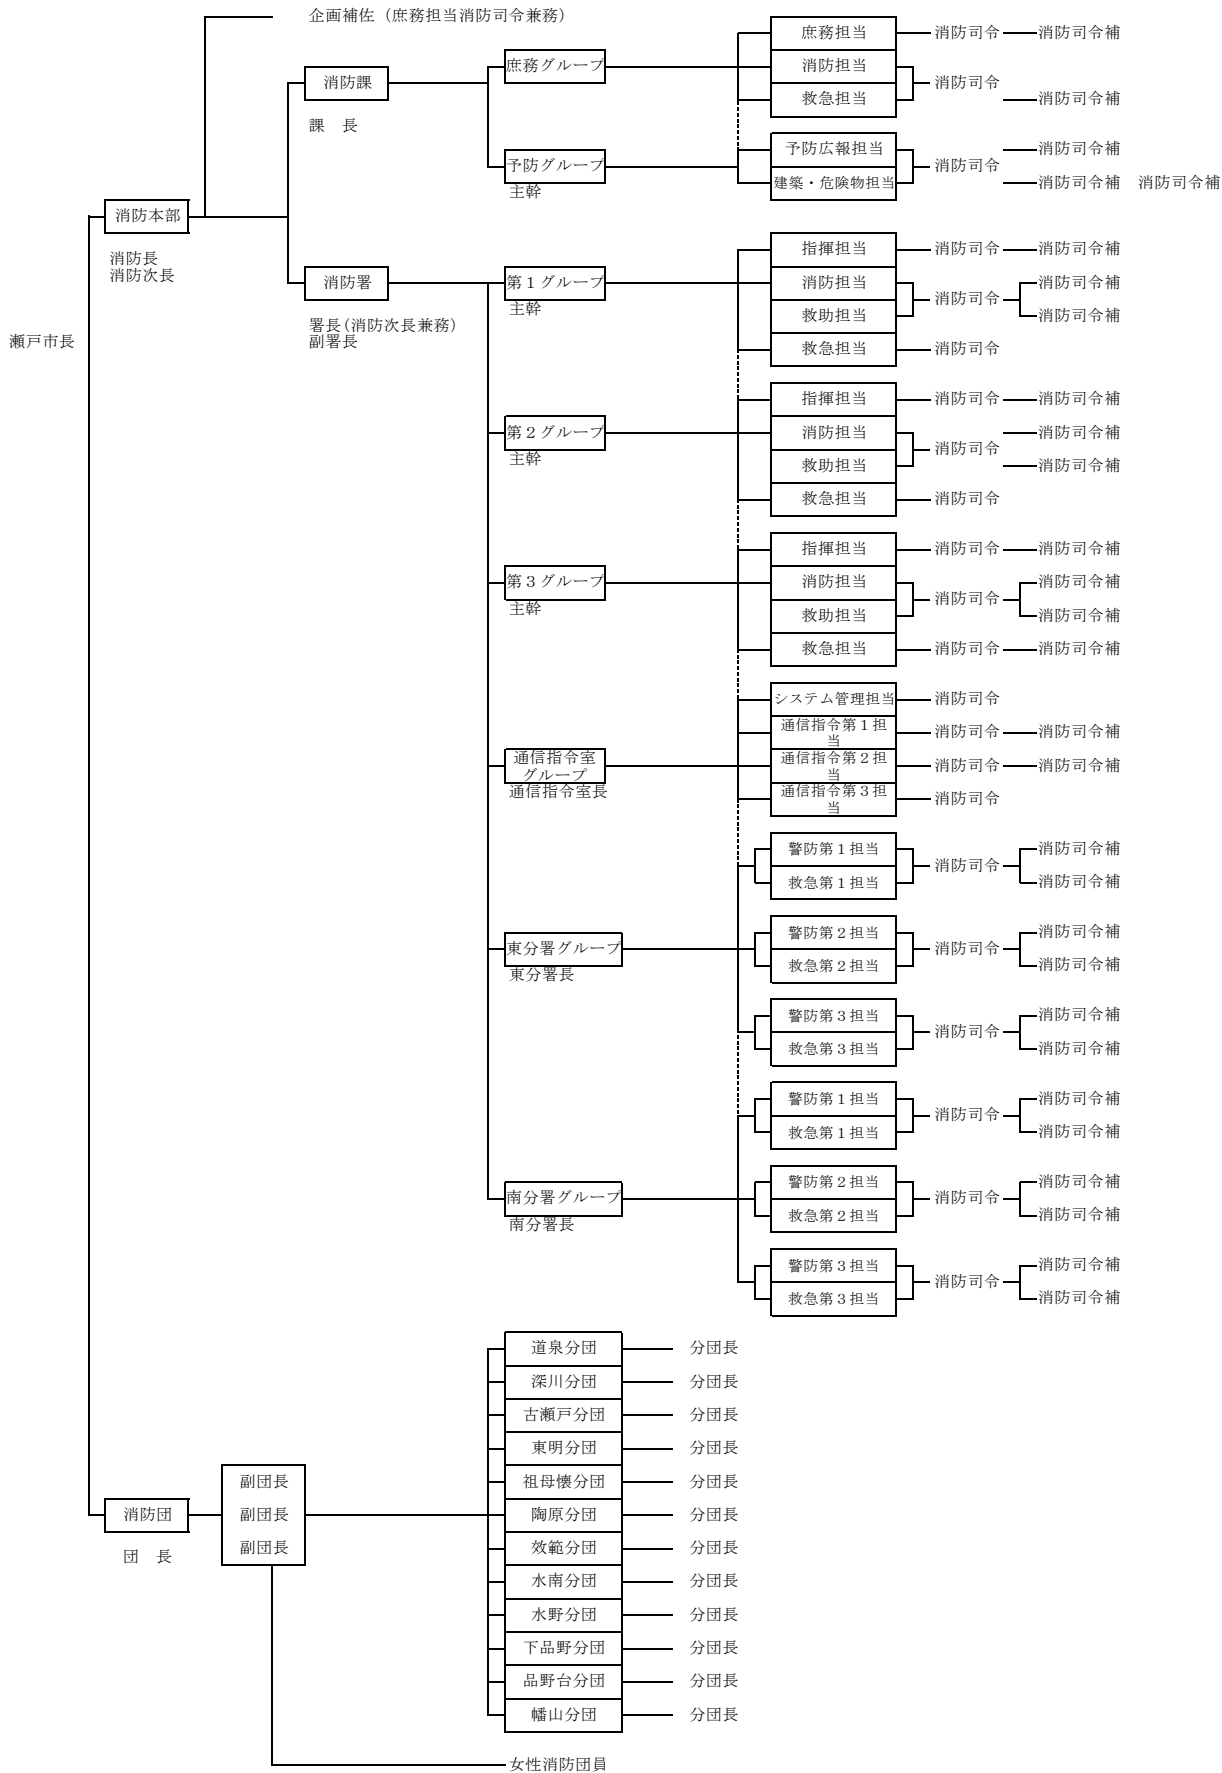 企画補佐（庶務担当消防司令兼務）
庶務担当 消防司令 消防司令補
庶務グループ 消防担当
消防課 消防司令
救急担当 消防司令補
課　長
予防広報担当 消防司令補
予防グループ 消防司令
建築・危険物担当 消防司令補 消防司令補
主幹
消防本部
消防長
消防次長
指揮担当 消防司令 消防司令補
消防署 第１グループ 消防担当 消防司令補
主幹 消防司令
救助担当 消防司令補
署長（消防次長兼務）
副署長
瀬戸市長
救急担当 消防司令
指揮担当 消防司令 消防司令補
第２グループ 消防担当 消防司令補
主幹 消防司令
救助担当 消防司令補
救急担当 消防司令
指揮担当 消防司令 消防司令補
第３グループ 消防担当 消防司令補
主幹 消防司令
救助担当 消防司令補
救急担当 消防司令 消防司令補
システム管理担当 消防司令
通信指令第１担
当 消防司令 消防司令補
通信指令室
グループ
通信指令第２担
当 消防司令 消防司令補
通信指令室長
通信指令第３担
当 消防司令
警防第１担当 消防司令補
消防司令
救急第１担当 消防司令補
警防第２担当 消防司令補
東分署グループ 消防司令
救急第２担当 消防司令補
東分署長
警防第３担当 消防司令補
消防司令
救急第３担当 消防司令補
警防第１担当 消防司令補
消防司令
救急第１担当 消防司令補
警防第２担当 消防司令補
南分署グループ 消防司令
救急第２担当 消防司令補
南分署長
警防第３担当 消防司令補
消防司令
救急第３担当 消防司令補
道泉分団 分団長
深川分団 分団長
古瀬戸分団 分団長
東明分団 分団長
副団長 祖母懐分団 分団長
消防団 副団長 陶原分団 分団長
副団長 效範分団 分団長
団　長
水南分団 分団長
水野分団 分団長
下品野分団 分団長
品野台分団 分団長
幡山分団 分団長
女性消防団員